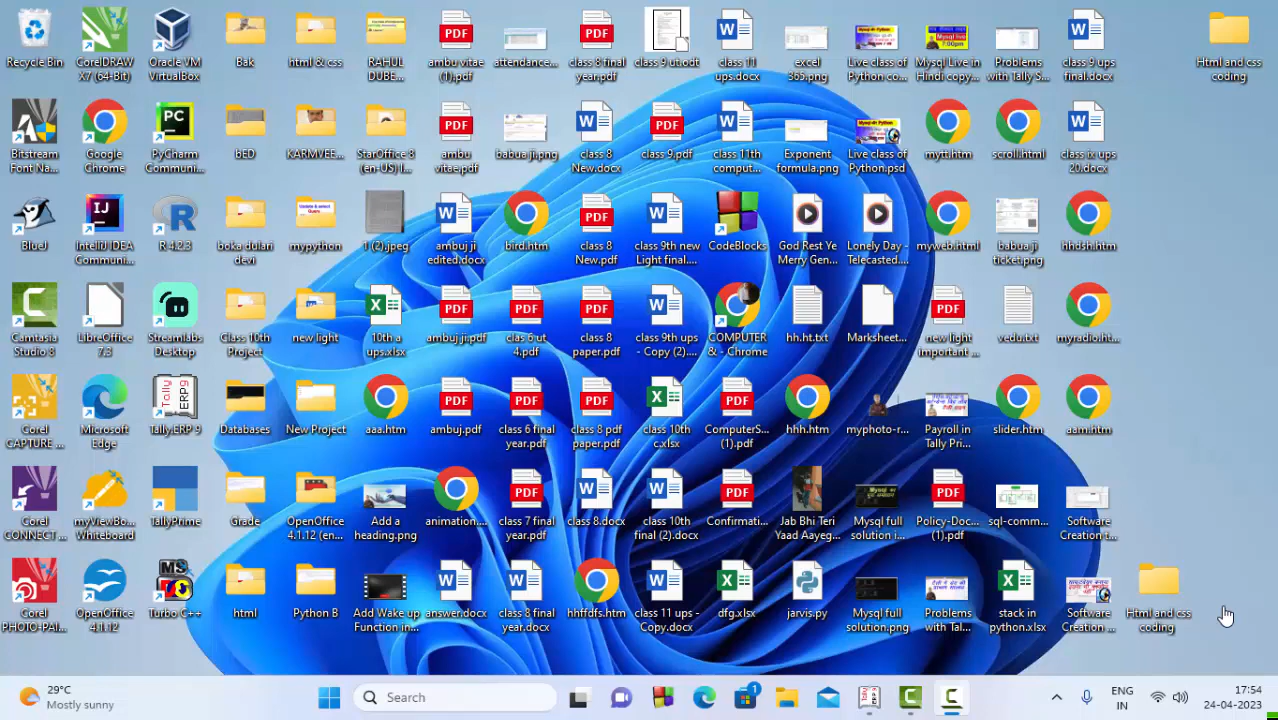 Recycle Bin
CorelDRAW
X7 (64-Bit)
Oracle VM
VirtualBox
Bak
html & css
RAHUL
DUBE...
ambu vitae
(1).pdf
attendance...
class 8 final
year.pdf
class 9 ut.odt
class 11
ups.docx
excel
365.png
Live class of
Python co...
Mysql Live in
Hindi copy...
Problems
with Tally S...
class 9 ups
final.docx
Html and css
coding
Bitstream
Font Na...
Google
Chrome
PyCharm
Communi...
bED
KARMVEE...
StarOffice 8
(en-US) I...
ambu
vitae.pdf
babua ji.png
class 8
New.docx
class 9.pdf
class 11th
comput...
Exponent
formula.png
Live class of
Python.psd
mytt.htm
scroll.html
class ix ups
20.docx
BlueJ
IntelliJ IDEA
Communi...
R 4.2.3
boka dulari
devi
mypython
1 (2).jpeg
ambuj ji
edited.docx
bird.htm
class 8
New.pdf
class 9th new
Light final....
CodeBlocks
God Rest Ye
Merry Gen...
Lonely Day -
Telecasted....
myweb.html
babua ji
ticket.png
hhdsh.htm
Camtasia
Studio 8
LibreOffice
7.3
Streamlabs
Desktop
Class 10th
Project
new light
10th a
ups.xlsx
ambuj ji.pdf
clas 6 ut
4.pdf
class 8
paper.pdf
class 9th ups
- Copy (2)....
COMPUTER
& - Chrome
hh.ht.txt
Marksheet...
new light
important ...
vedu.txt
myradio.ht...
Corel
CAPTURE ...
Microsoft
Edge
Tally.ERP 9
Databases
New Project
aaa.htm
ambuj.pdf
class 6 final
year.pdf
class 8 pdf
paper.pdf
class 10th
c.xlsx
ComputerS...
(1).pdf
hhh.htm
myphoto-r...
Payroll in
Tally Pri...
slider.htm
aam.htm
Corel
CONNECT ...
myViewBo...
Whiteboard
TallyPrime
Grade
OpenOffice
4.1.12 (en...
Add a
heading.png
animation....
class 7 final
year.pdf
class 8.docx
class 10th
final (2).docx
Confirmati...
Jab Bhi Teri
Yaad Aayeg...
Mysql full
solution i...
Policy-Doc...
(1).pdf
sql-comm...
Software
Creation t...
Corel
PHOTO-PAI...
OpenOffice
4.1.12
Turbo C++
html
Python B
Add Wake up
Function in...
answer.docx
class 8 final
year.docx
hhffdfs.htm
class 11 ups -
Copy.docx
dfg.xlsx
jarvis.py
Mysql full
solution.png
Problems
with Tal...
stack in
python.xlsx
Software
Creation ...
Html and css
coding
29°C
Mostly sunny
Search
1
ENG
IN
17:54
24-04-2023